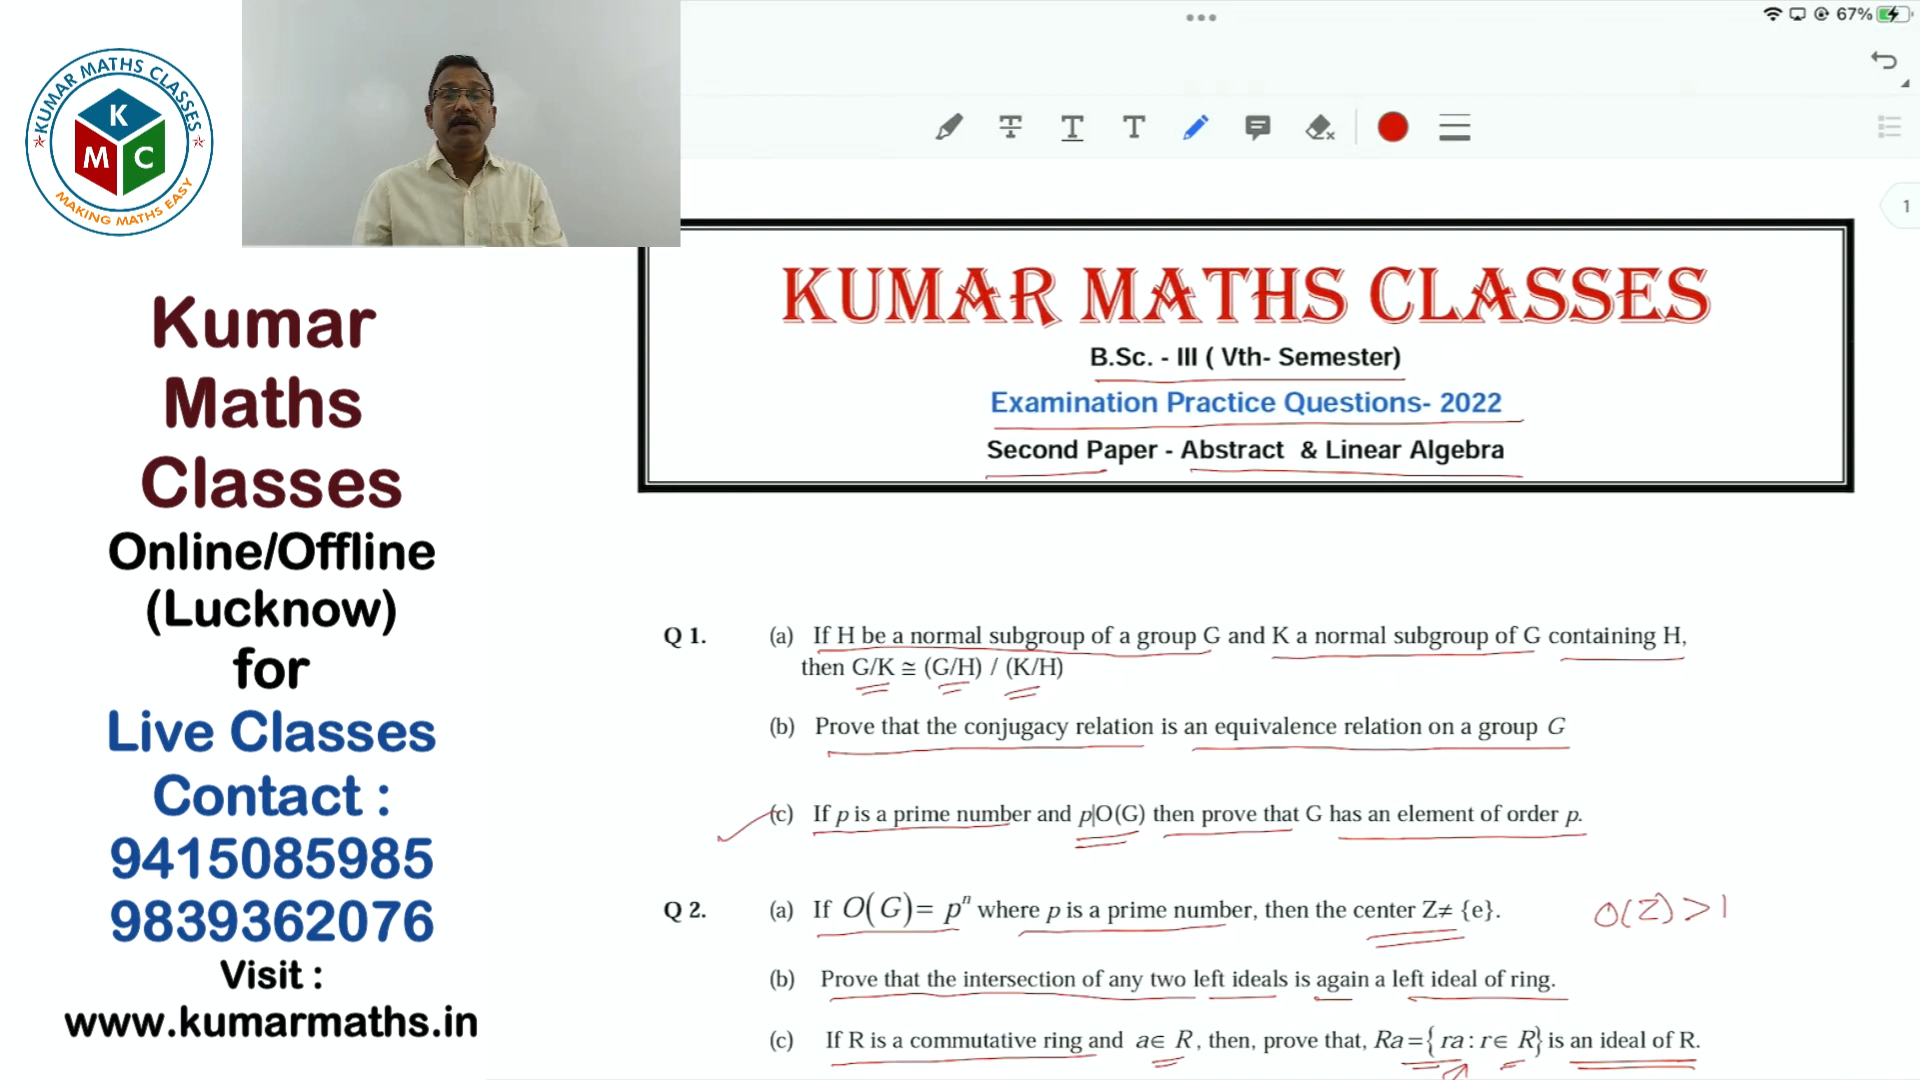 KUMAR MATHS CLASSES
K
M C
MAKING MATHS EASY
Kumar
Maths
Classes
Online/Offline
(Lucknow)
for
Live Classes
Contact :
9415085985
9839362076
Visit :
www.kumarmaths.in
67%
T T T
1
KUMAR MATHS CLASSES
B.Sc. - III ( Vth- Semester)
Examination Practice Questions- 2022
Second Paper - Abstract & Linear Algebra
Q 1. (a) If H be a normal subgroup of a group G and K a normal subgroup of G containing H,
then G/K ≅ (G/H) / (K/H)
(b) Prove that the conjugacy relation is an equivalence relation on a group G
(c) If p is a prime number and p|O(G) then prove that G has an element of order p.
Q 2. (a) If O(G)= pⁿ where p is a prime number, then the center Z≠ {e}. O(Z) > 1
(b) Prove that the intersection of any two left ideals is again a left ideal of ring.
(c) If R is a commutative ring and a∈ R, then, prove that, Ra={ ra : r∈ R} is an ideal of R.